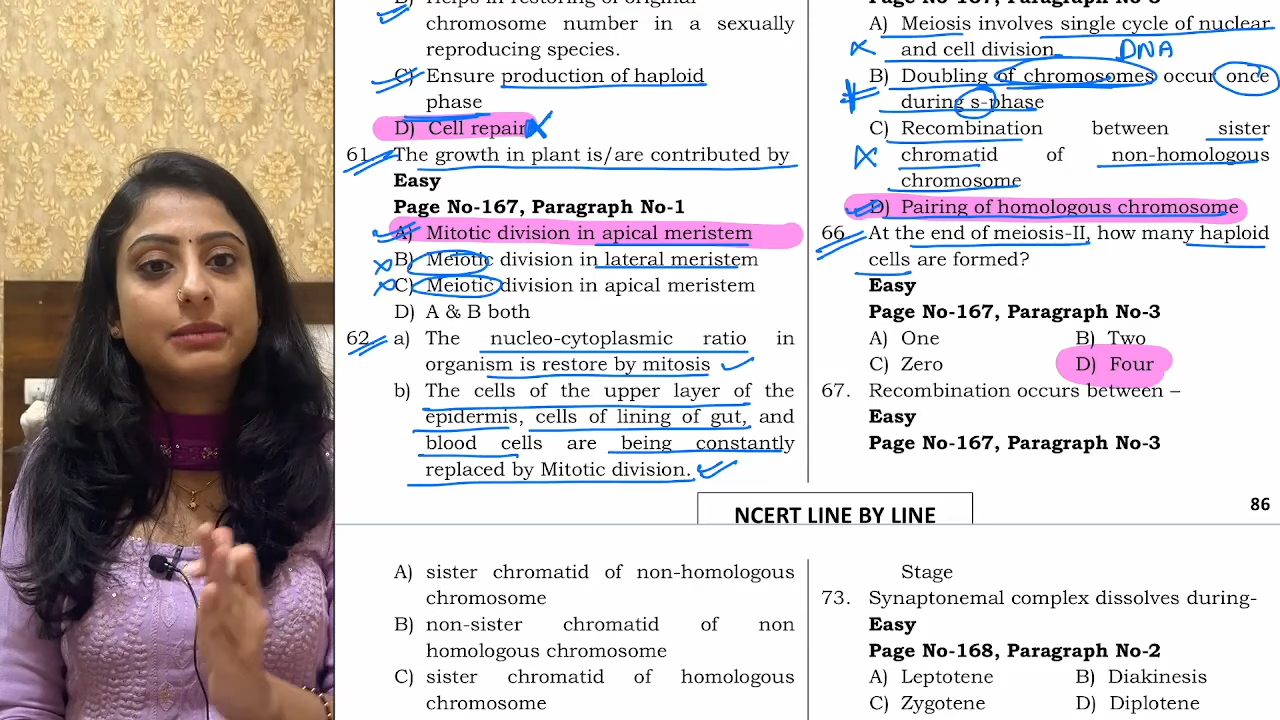 B) Helps in restoring of original
chromosome number in a sexually
reproducing species.
C) Ensure production of haploid
phase
D) Cell repair
61. The growth in plant is/are contributed by
Easy
Page No-167, Paragraph No-1
A) Mitotic division in apical meristem
B) Meiotic division in lateral meristem
C) Meiotic division in apical meristem
D) A & B both
62. a) The nucleo-cytoplasmic ratio in
organism is restore by mitosis
b) The cells of the upper layer of the
epidermis, cells of lining of gut, and
blood cells are being constantly
replaced by Mitotic division.
Page No-167, Paragraph No-3
A) Meiosis involves single cycle of nuclear
and cell division
DNA
B) Doubling of chromosomes occur once
during s-phase
C) Recombination between sister
chromatid of non-homologous
chromosome
D) Pairing of homologous chromosome
66. At the end of meiosis-II, how many haploid
cells are formed?
Easy
Page No-167, Paragraph No-3
A) One B) Two
C) Zero D) Four
67. Recombination occurs between –
Easy
Page No-167, Paragraph No-3
NCERT LINE BY LINE
86
A) sister chromatid of non-homologous
chromosome
B) non-sister chromatid of non
homologous chromosome
C) sister chromatid of homologous
chromosome
Stage
73. Synaptonemal complex dissolves during-
Easy
Page No-168, Paragraph No-2
A) Leptotene B) Diakinesis
C) Zygotene D) Diplotene